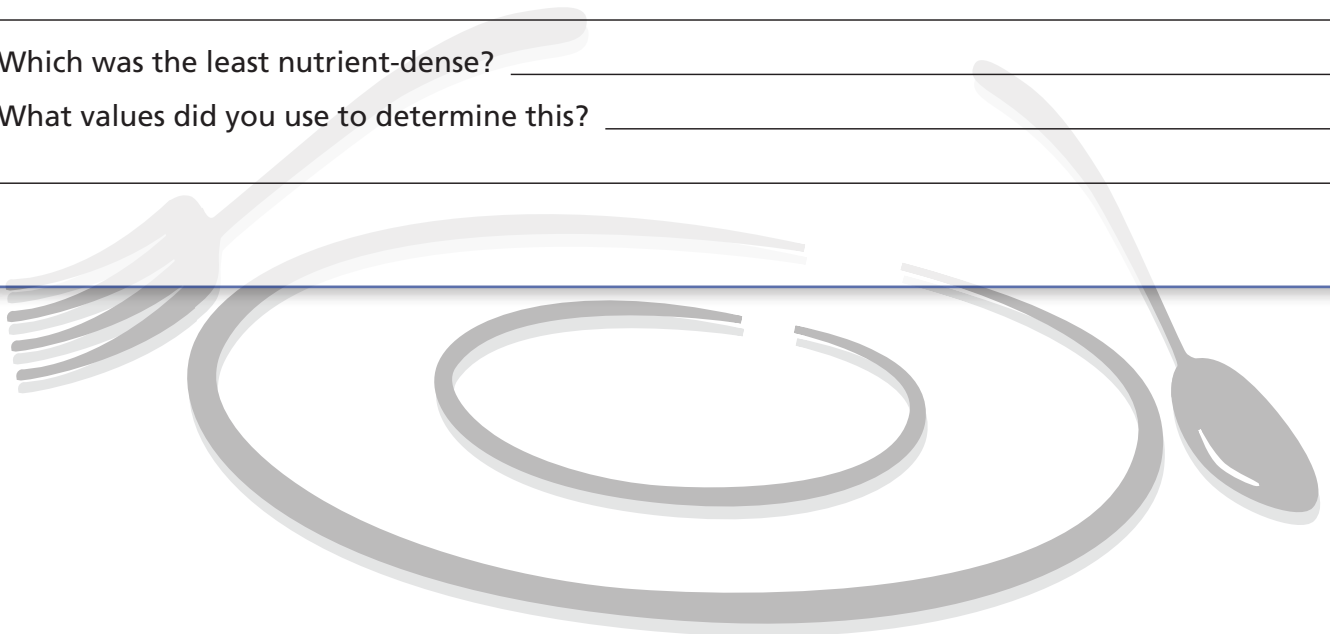 Which was the least nutrient-dense?
What values did you use to determine this?